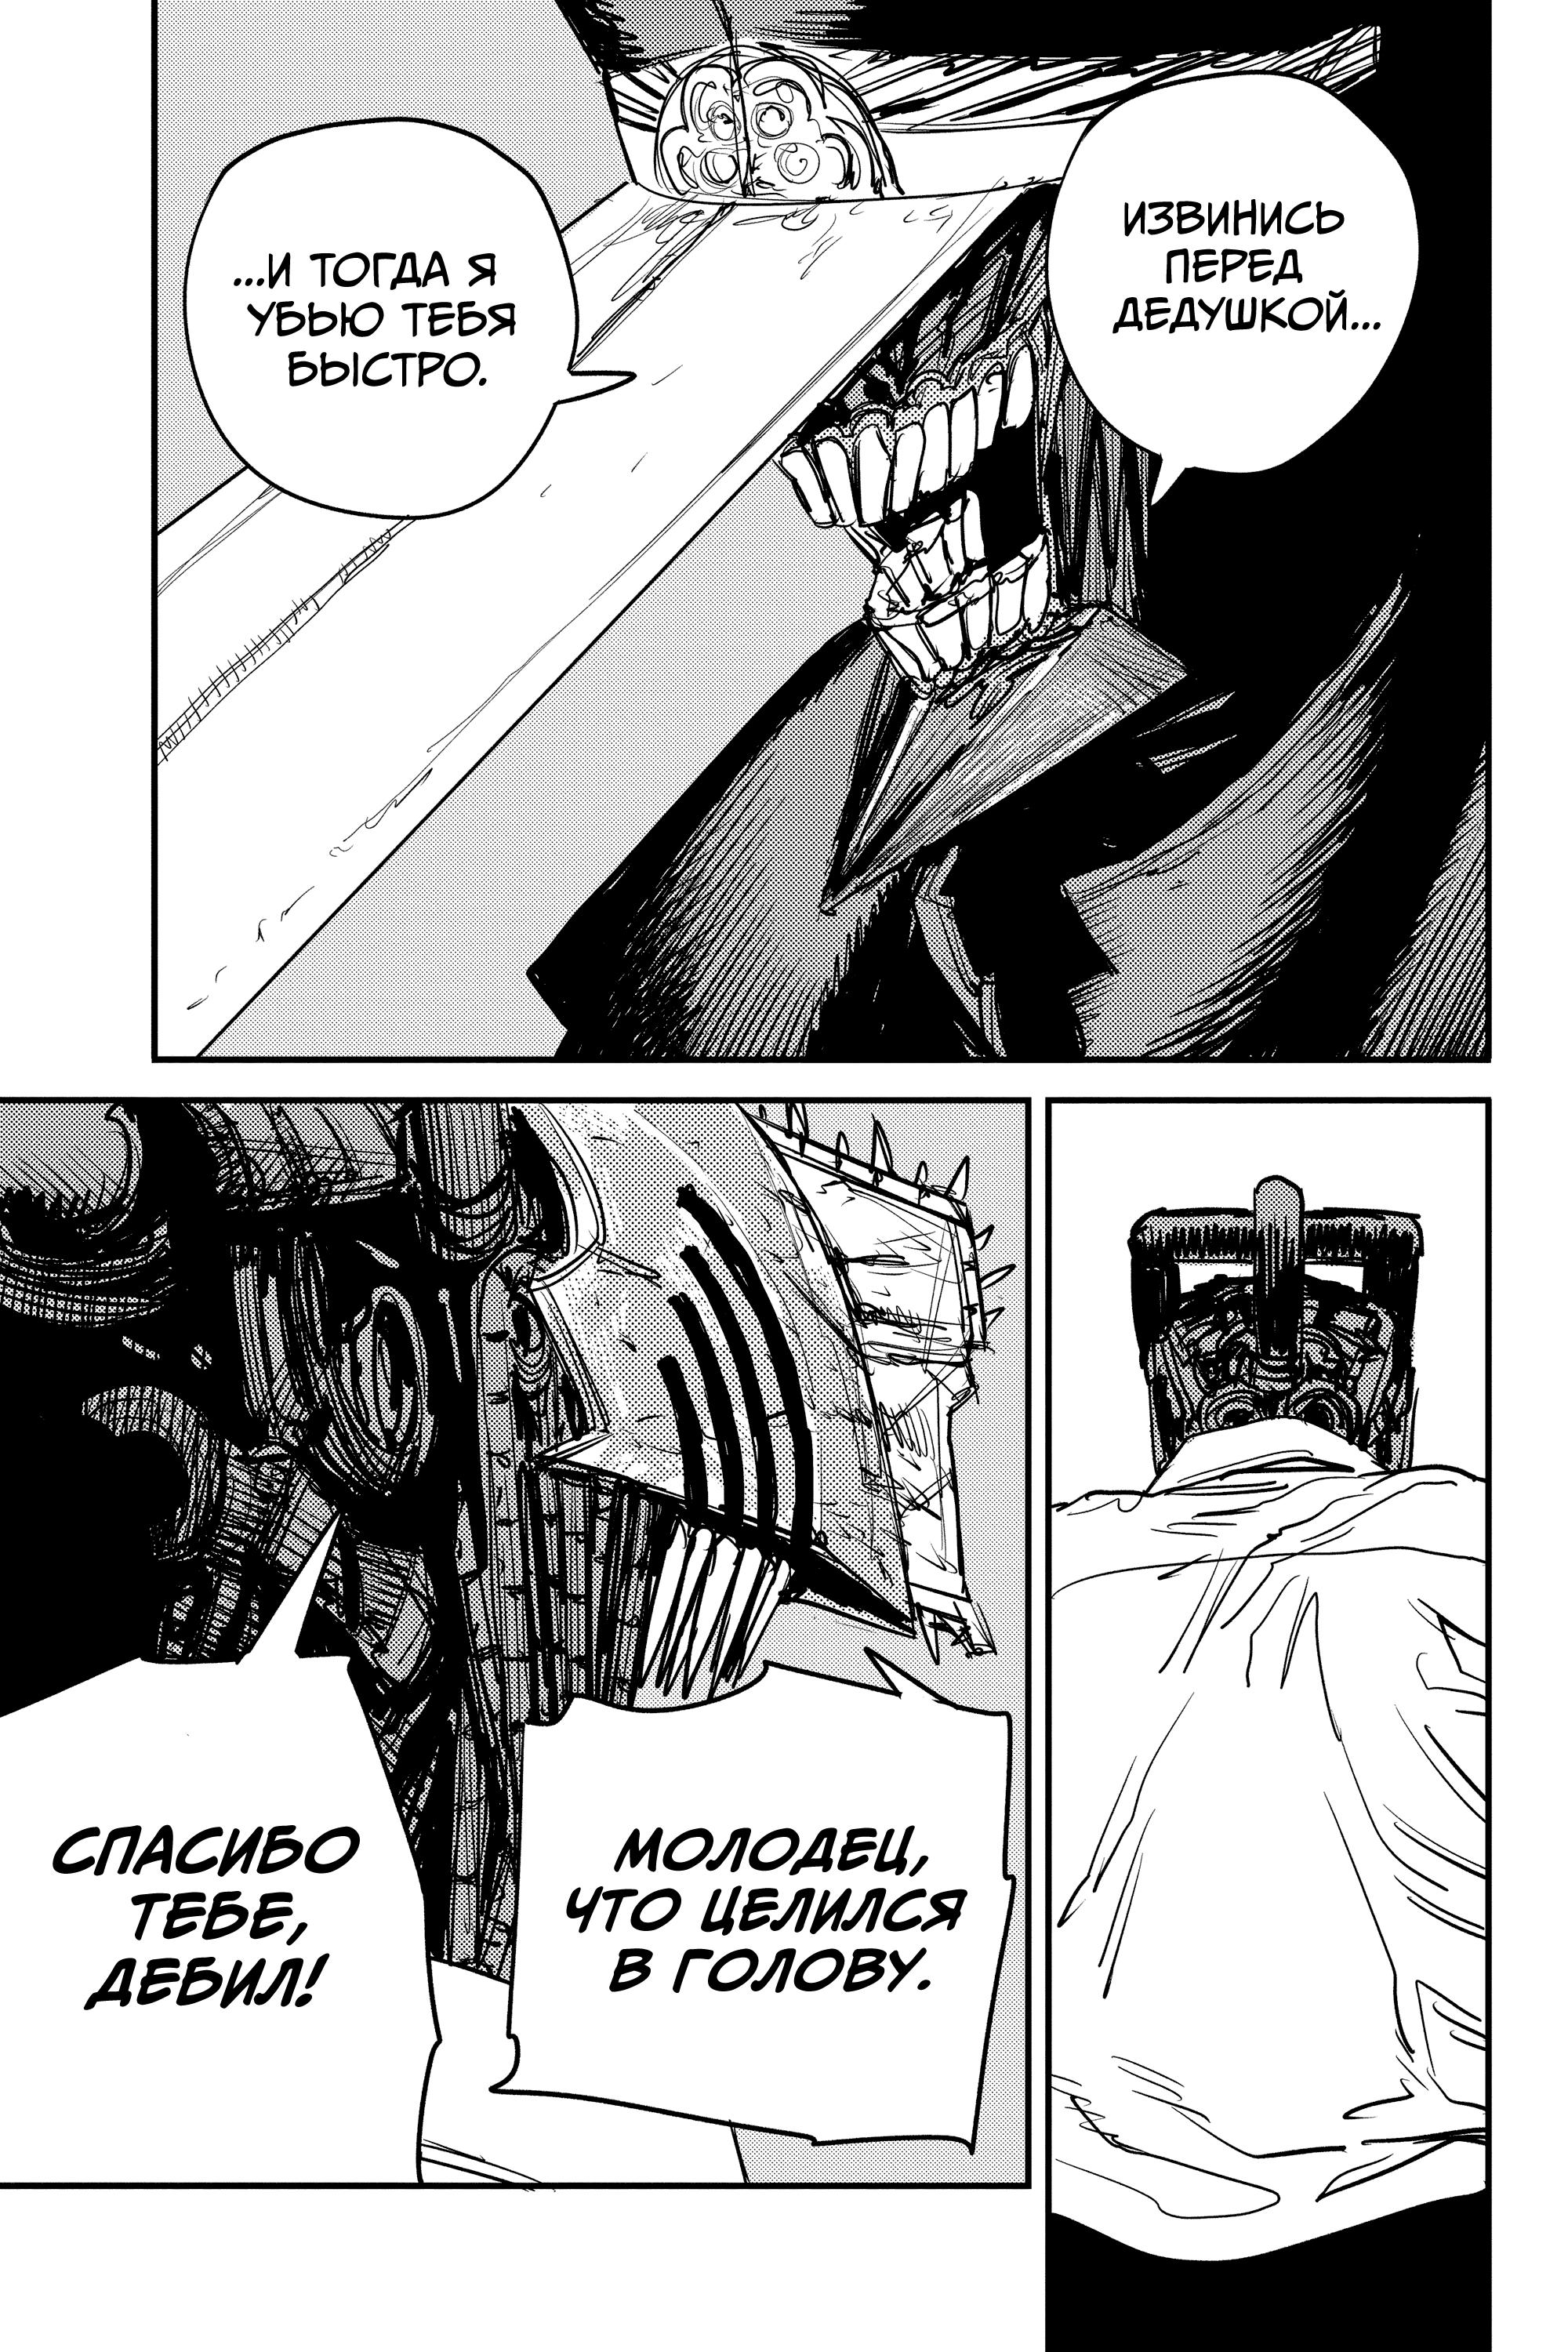 ИЗВИНИСЬ
ПЕРЕД
ДЕДУШКОЙ...
...И ТОГДА Я
УБЬЮ ТЕБЯ
БЫСТРО.
МОЛОДЕЦ,
ЧТО ЦЕЛИЛСЯ
В ГОЛОВУ.
СПАСИБО
ТЕБЕ,
ДЕБИЛ!